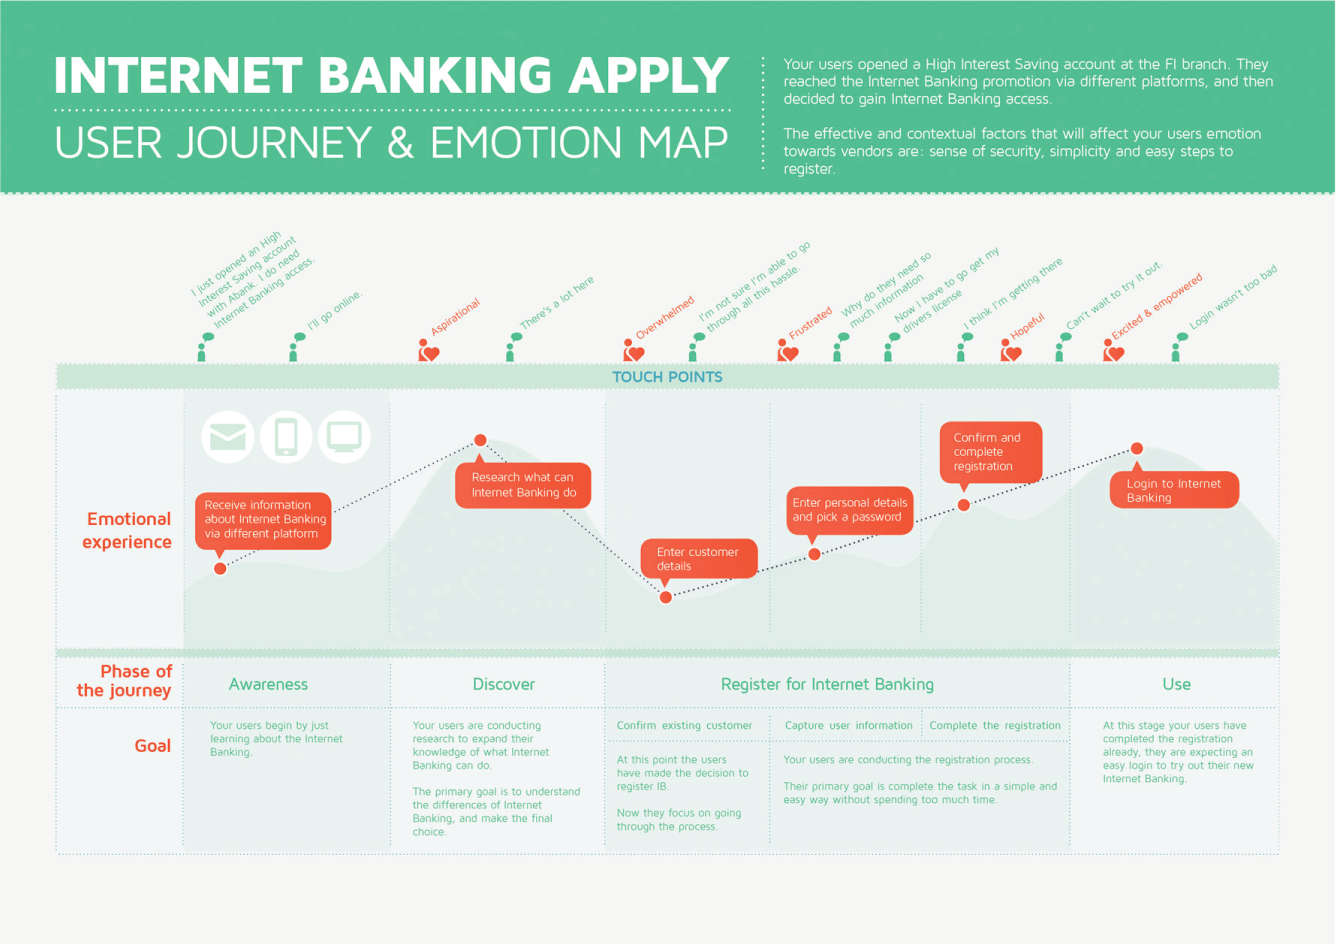 INTERNET BANKING APPLY
USER JOURNEY & EMOTION MAP
Your users opened a High Interest Saving account at the FI branch. They
reached the Internet Banking promotion via different platforms, and then
decided to gain Internet Banking access.
The effective and contextual factors that will affect your users emotion
towards vendors are: sense of security, simplicity and easy steps to
register.
I just opened an High
Interest Saving account
with Abank. I do need
Internet Banking access.
I'll go online.
Aspirational
There's a lot here
Overwhelmed
I'm not sure I'm able to go
through all this hassle.
Frustrated
Why do they need so
much information
Now I have to go get my
drivers license
I think I'm getting there
Hopeful
Can't wait to try it out.
Excited & empowered
Login wasn't too bad
TOUCH POINTS
Emotional
experience
Receive information
about Internet Banking
via different platform
Research what can
Internet Banking do
Enter customer
details
Enter personal details
and pick a password
Confirm and
complete
registration
Login to Internet
Banking
Phase of
the journey
Awareness
Discover
Register for Internet Banking
Use
Goal
Your users begin by just
learning about the Internet
Banking.
Your users are conducting
research to expand their
knowledge of what Internet
Banking can do.
The primary goal is to understand
the differences of Internet
Banking, and make the final
choice.
Confirm existing customer
At this point the users
have made the decision to
register IB.
Now they focus on going
through the process.
Capture user information
Complete the registration
Your users are conducting the registration process.
Their primary goal is complete the task in a simple and
easy way without spending too much time.
At this stage your users have
completed the registration
already, they are expecting an
easy login to try out their new
Internet Banking.